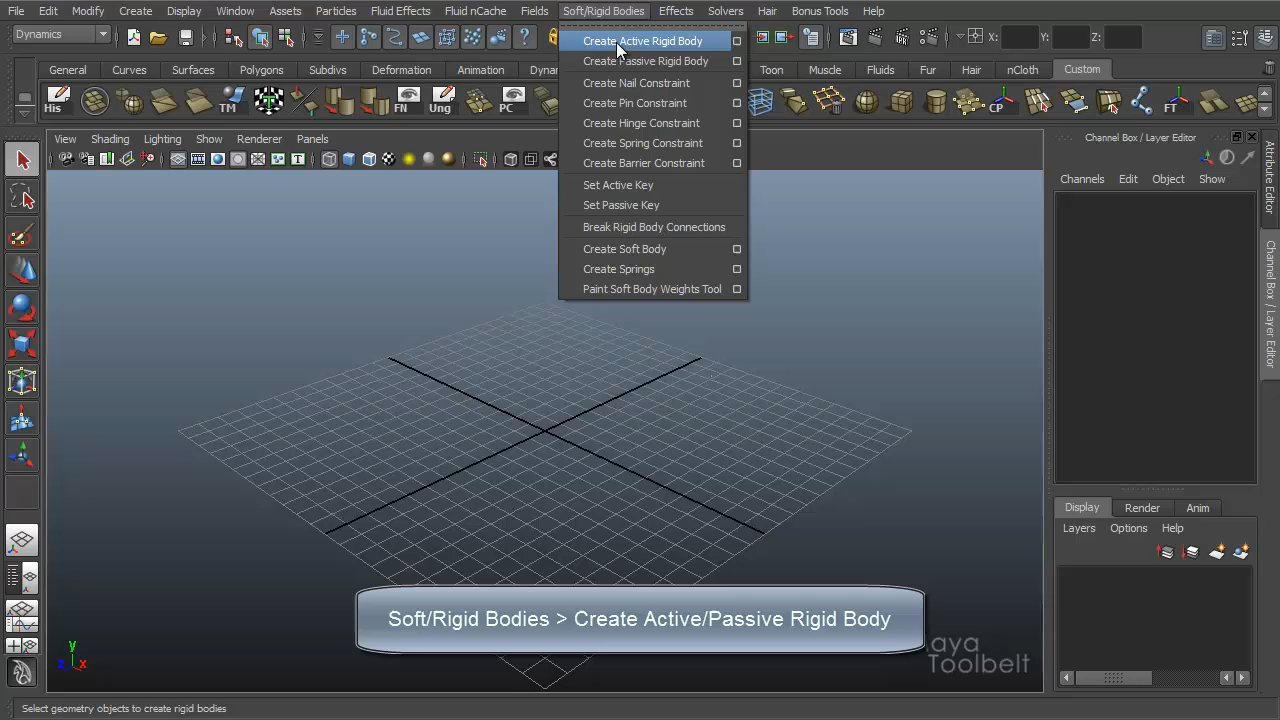 File Edit Modify Create Display Window Assets Particles Fluid Effects Fluid nCache Fields Soft/Rigid Bodies Effects Solvers Hair Bonus Tools Help
Dynamics
X: Y: Z:
General Curves Surfaces Polygons Subdivs Deformation Animation Toon Muscle Fluids Fur Hair nCloth Custom
His TM FN Ung PC CP FT
Create Active Rigid Body
Create Passive Rigid Body
Create Nail Constraint
Create Pin Constraint
Create Hinge Constraint
Create Spring Constraint
Create Barrier Constraint
Set Active Key
Set Passive Key
Break Rigid Body Connections
Create Soft Body
Create Springs
Paint Soft Body Weights Tool
View Shading Lighting Show Renderer Panels
Channel Box / Layer Editor
Channels Edit Object Show
Attribute Editor
Channel Box / Layer Editor
Display Render Anim
Layers Options Help
Soft/Rigid Bodies > Create Active/Passive Rigid Body
Toolbelt
y
z x
Select geometry objects to create rigid bodies